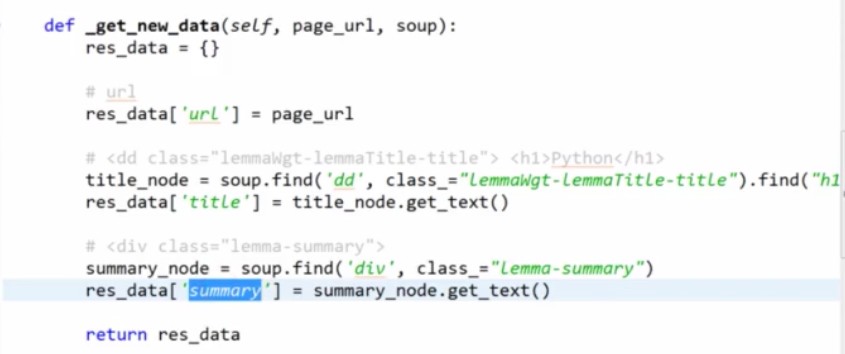 def _get_new_data(self, page_url, soup):
res_data = {}
# url
res_data['url'] = page_url
# <dd class="lemmaWgt-lemmaTitle-title"> <h1>Python</h1>
title_node = soup.find('dd', class_="lemmaWgt-lemmaTitle-title").find("h1
res_data['title'] = title_node.get_text()
# <div class="lemma-summary">
summary_node = soup.find('div', class_="lemma-summary")
res_data['summary'] = summary_node.get_text()
return res_data